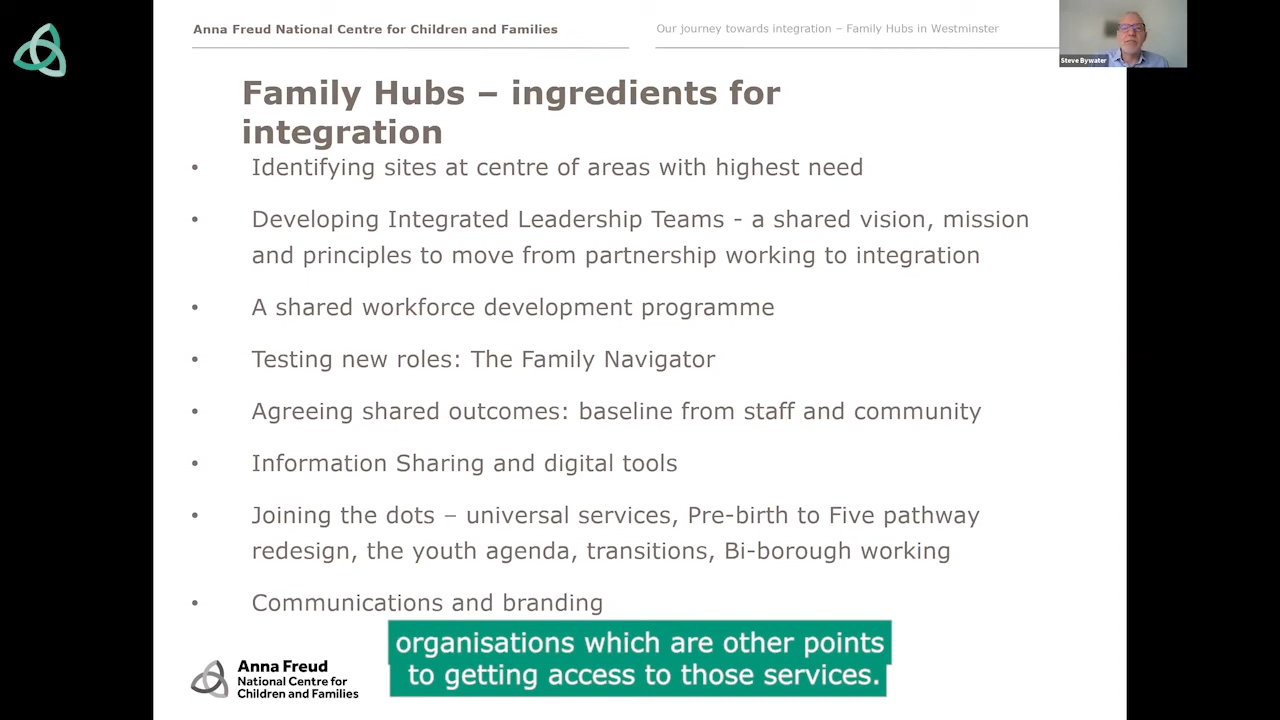 Anna Freud National Centre for Children and Families
Our journey towards integration – Family Hubs in Westminster
Steve Bywater
Family Hubs – ingredients for
integration
• Identifying sites at centre of areas with highest need
• Developing Integrated Leadership Teams - a shared vision, mission
and principles to move from partnership working to integration
• A shared workforce development programme
• Testing new roles: The Family Navigator
• Agreeing shared outcomes: baseline from staff and community
• Information Sharing and digital tools
• Joining the dots – universal services, Pre-birth to Five pathway
redesign, the youth agenda, transitions, Bi-borough working
• Communications and branding
organisations which are other points
to getting access to those services.
Anna Freud
National Centre for
Children and Families